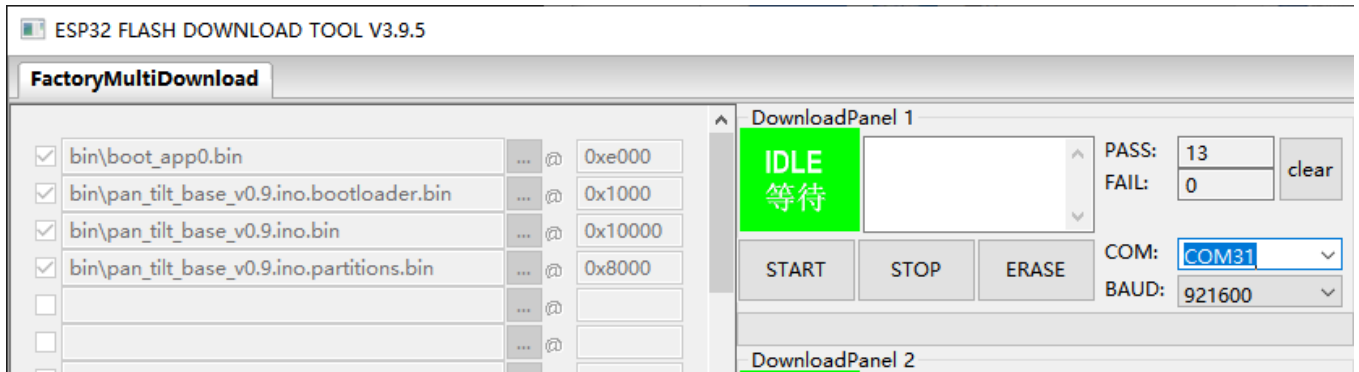 ESP32 FLASH DOWNLOAD TOOL V3.9.5
FactoryMultiDownload
bin\boot_app0.bin ... @ 0xe000
bin\pan_tilt_base_v0.9.ino.bootloader.bin ... @ 0x1000
bin\pan_tilt_base_v0.9.ino.bin ... @ 0x10000
bin\pan_tilt_base_v0.9.ino.partitions.bin ... @ 0x8000
... @
... @
...
DownloadPanel 1
IDLE
等待
PASS: 13
FAIL: 0
clear
START STOP ERASE
COM: COM31
BAUD: 921600
DownloadPanel 2